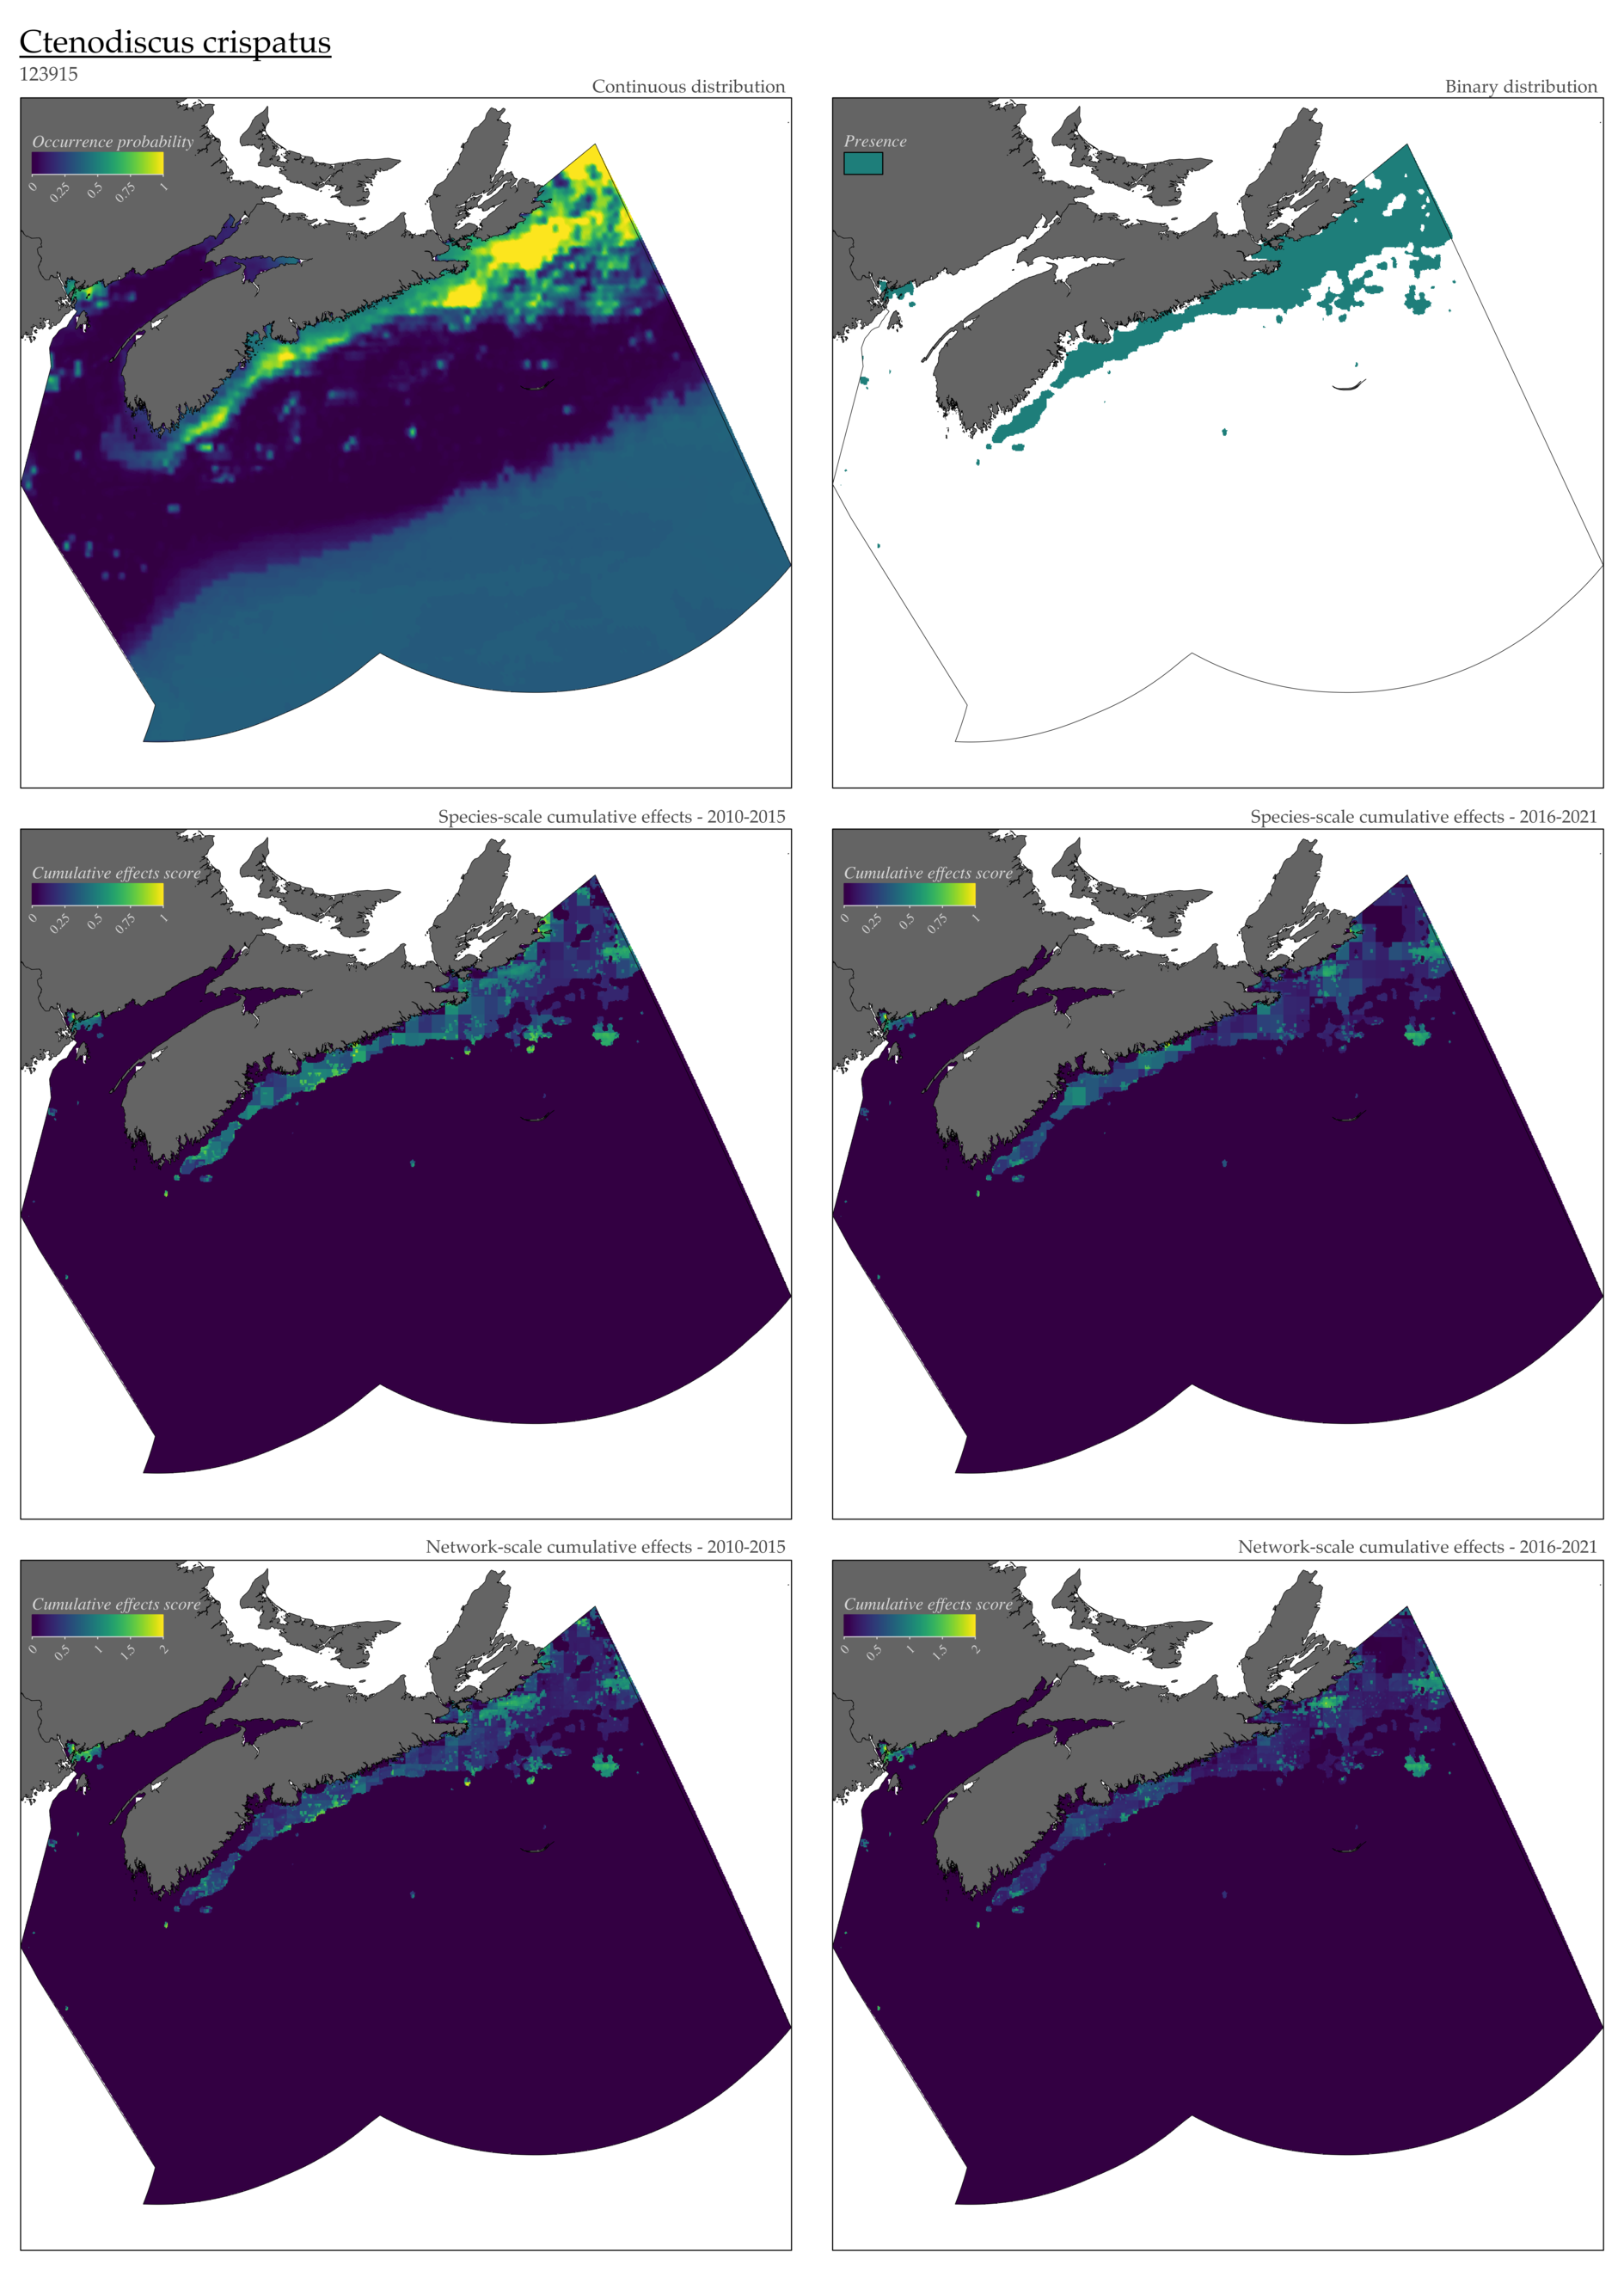 Ctenodiscus crispatus
123915
Continuous distribution
Occurrence probability
0 0.25 0.5 0.75 1
Binary distribution
Presence
Species-scale cumulative effects - 2010-2015
Cumulative effects score
0 0.25 0.5 0.75 1
Species-scale cumulative effects - 2016-2021
Cumulative effects score
0 0.25 0.5 0.75 1
Network-scale cumulative effects - 2010-2015
Cumulative effects score
0 0.5 1 1.5 2
Network-scale cumulative effects - 2016-2021
Cumulative effects score
0 0.5 1 1.5 2